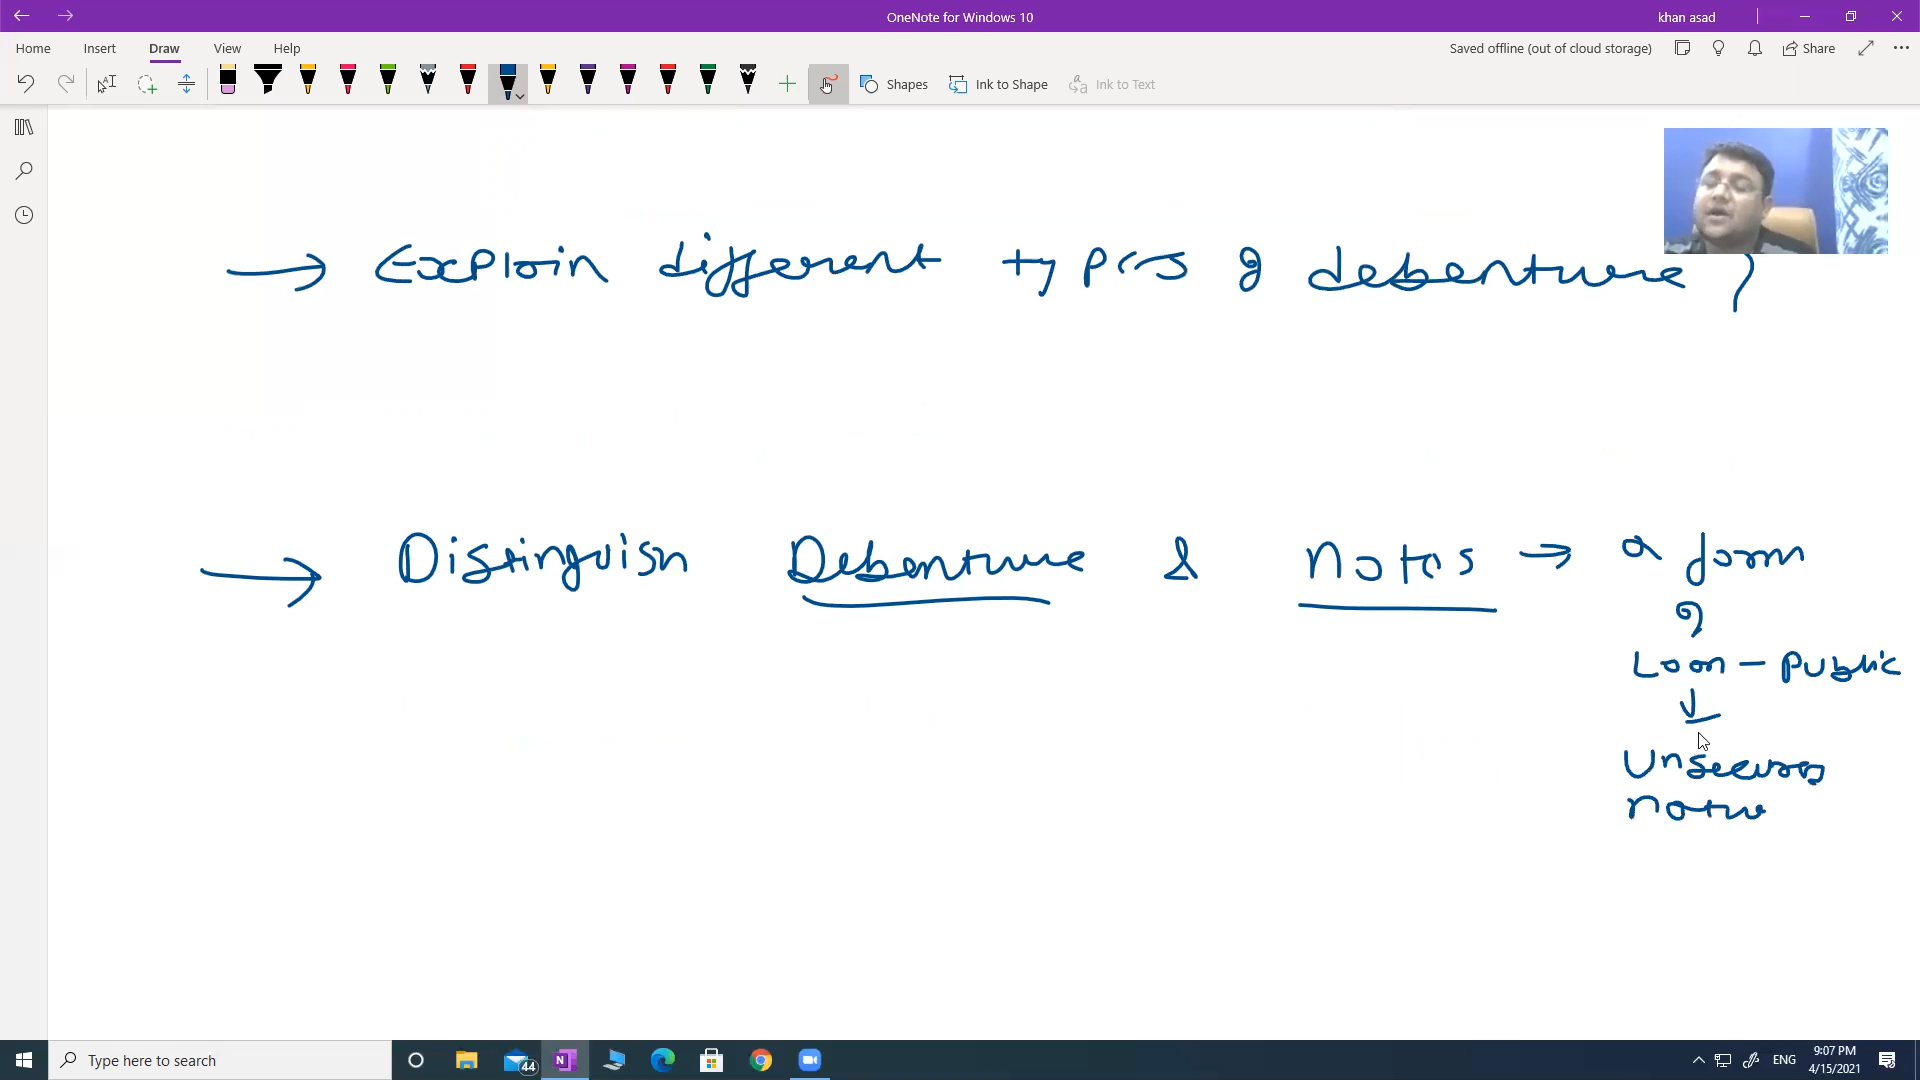 OneNote for Windows 10
khan asad
Home Insert Draw View Help
Saved offline (out of cloud storage)
Share
Shapes
Ink to Shape
Ink to Text
→ Explain different types of debenture ?
→ Distinguish Debenture & Notes → a form
of
Loan - Public
↓
Unsecured
nature
Type here to search
44
ENG
9:07 PM
4/15/2021